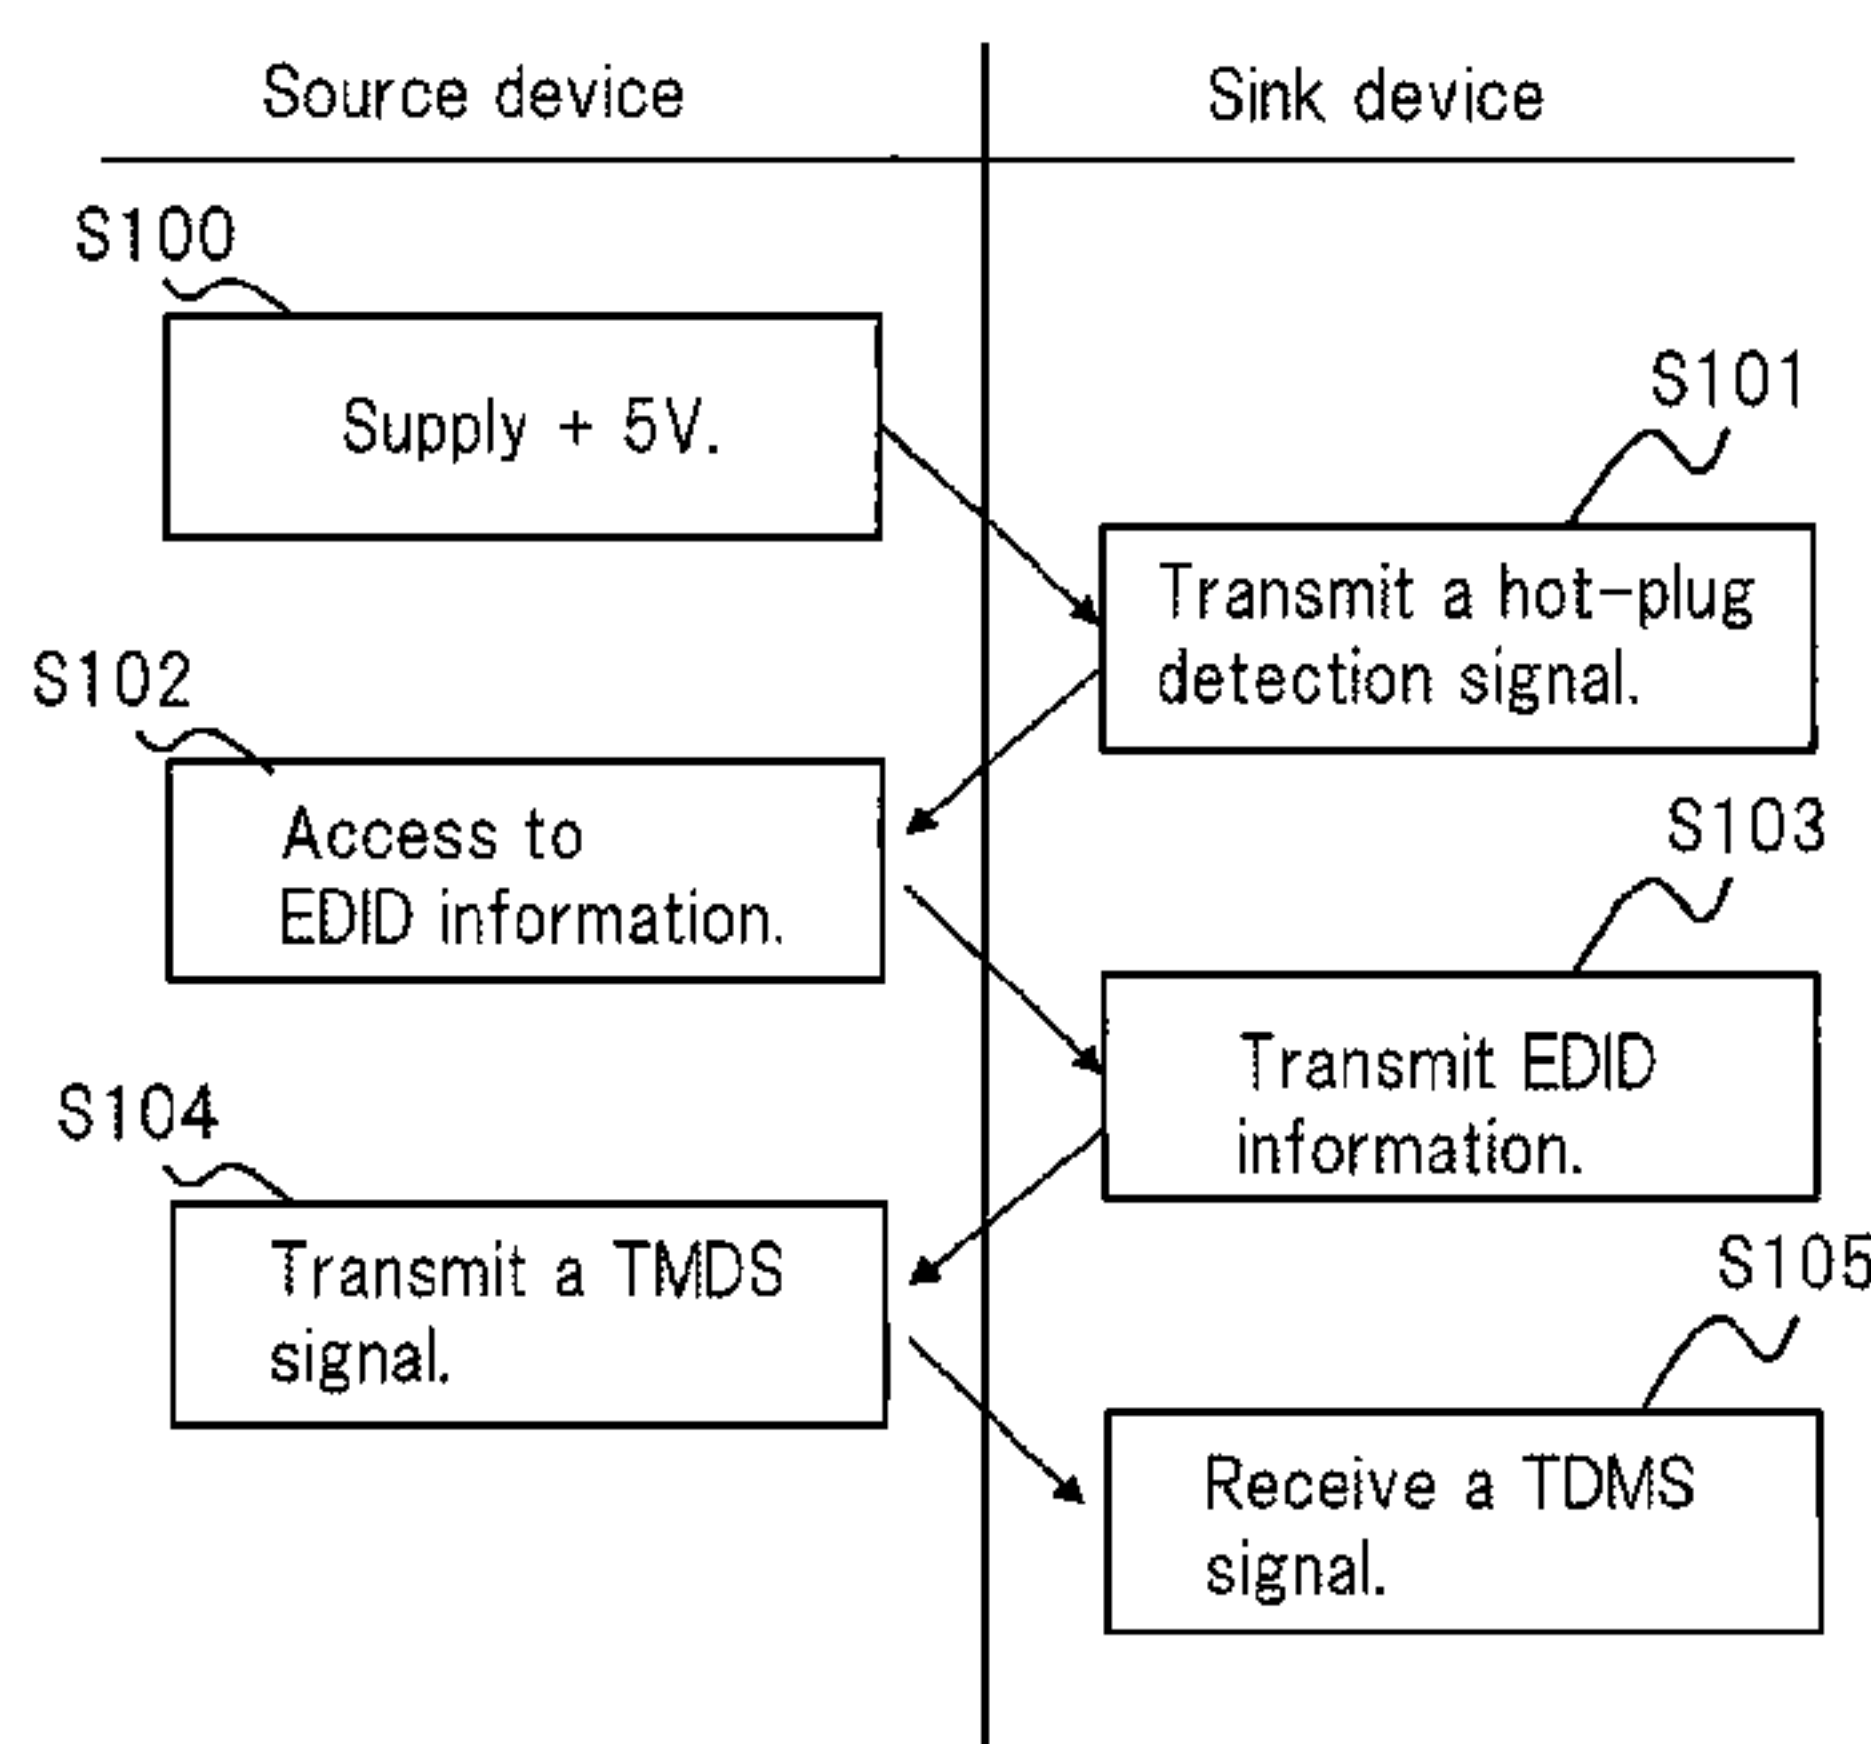 Source device
Sink device
S100
Supply + 5V.
S101
Transmit a hot-plug
detection signal.
S102
Access to
EDID information.
S103
Transmit EDID
information.
S104
Transmit a TMDS
signal.
S105
Receive a TDMS
signal.